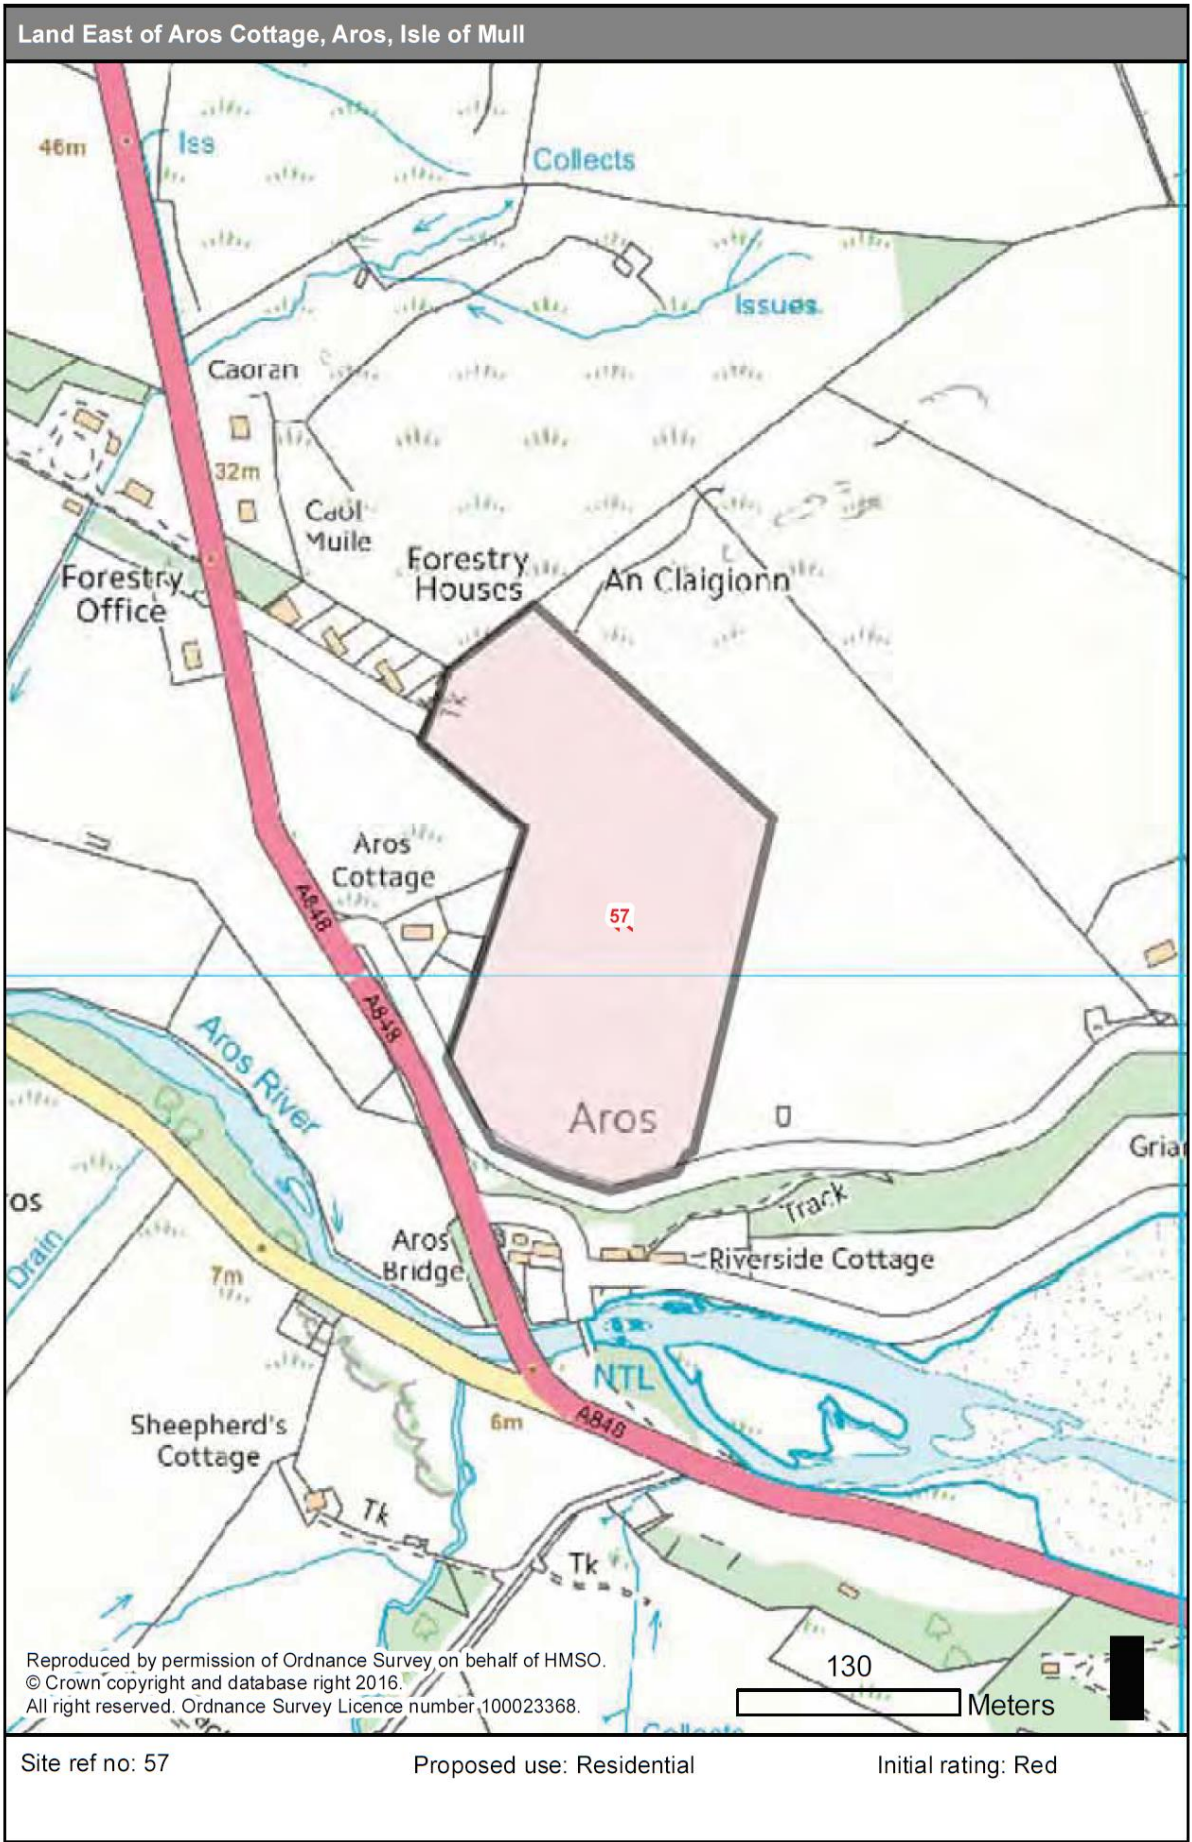 Land East of Aros Cottage, Aros, Isle of Mull
46m
Iss
Collects
Issues
Caoran
32m
Caol
Muile
Forestry
Houses
An Claigionn
Forestry
Office
Tk
Aros
Cottage
A848
57
A848
Aros River
Aros
Griar
Track
os
Drain
Aros
Bridge
Riverside Cottage
7m
NTL
6m
A848
Sheepherd's
Cottage
Tk
Tk
Reproduced by permission of Ordnance Survey on behalf of HMSO.
© Crown copyright and database right 2016.
All right reserved. Ordnance Survey Licence number 100023368.
130
Meters
Collects
Site ref no: 57
Proposed use: Residential
Initial rating: Red